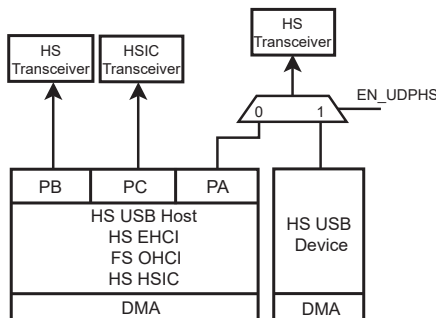 HS
Transceiver
HSIC
Transceiver
HS
Transceiver
EN_UDPHS
0
1
PB
PC
PA
HS USB Host
HS EHCI
FS OHCI
HS HSIC
DMA
HS USB
Device
DMA